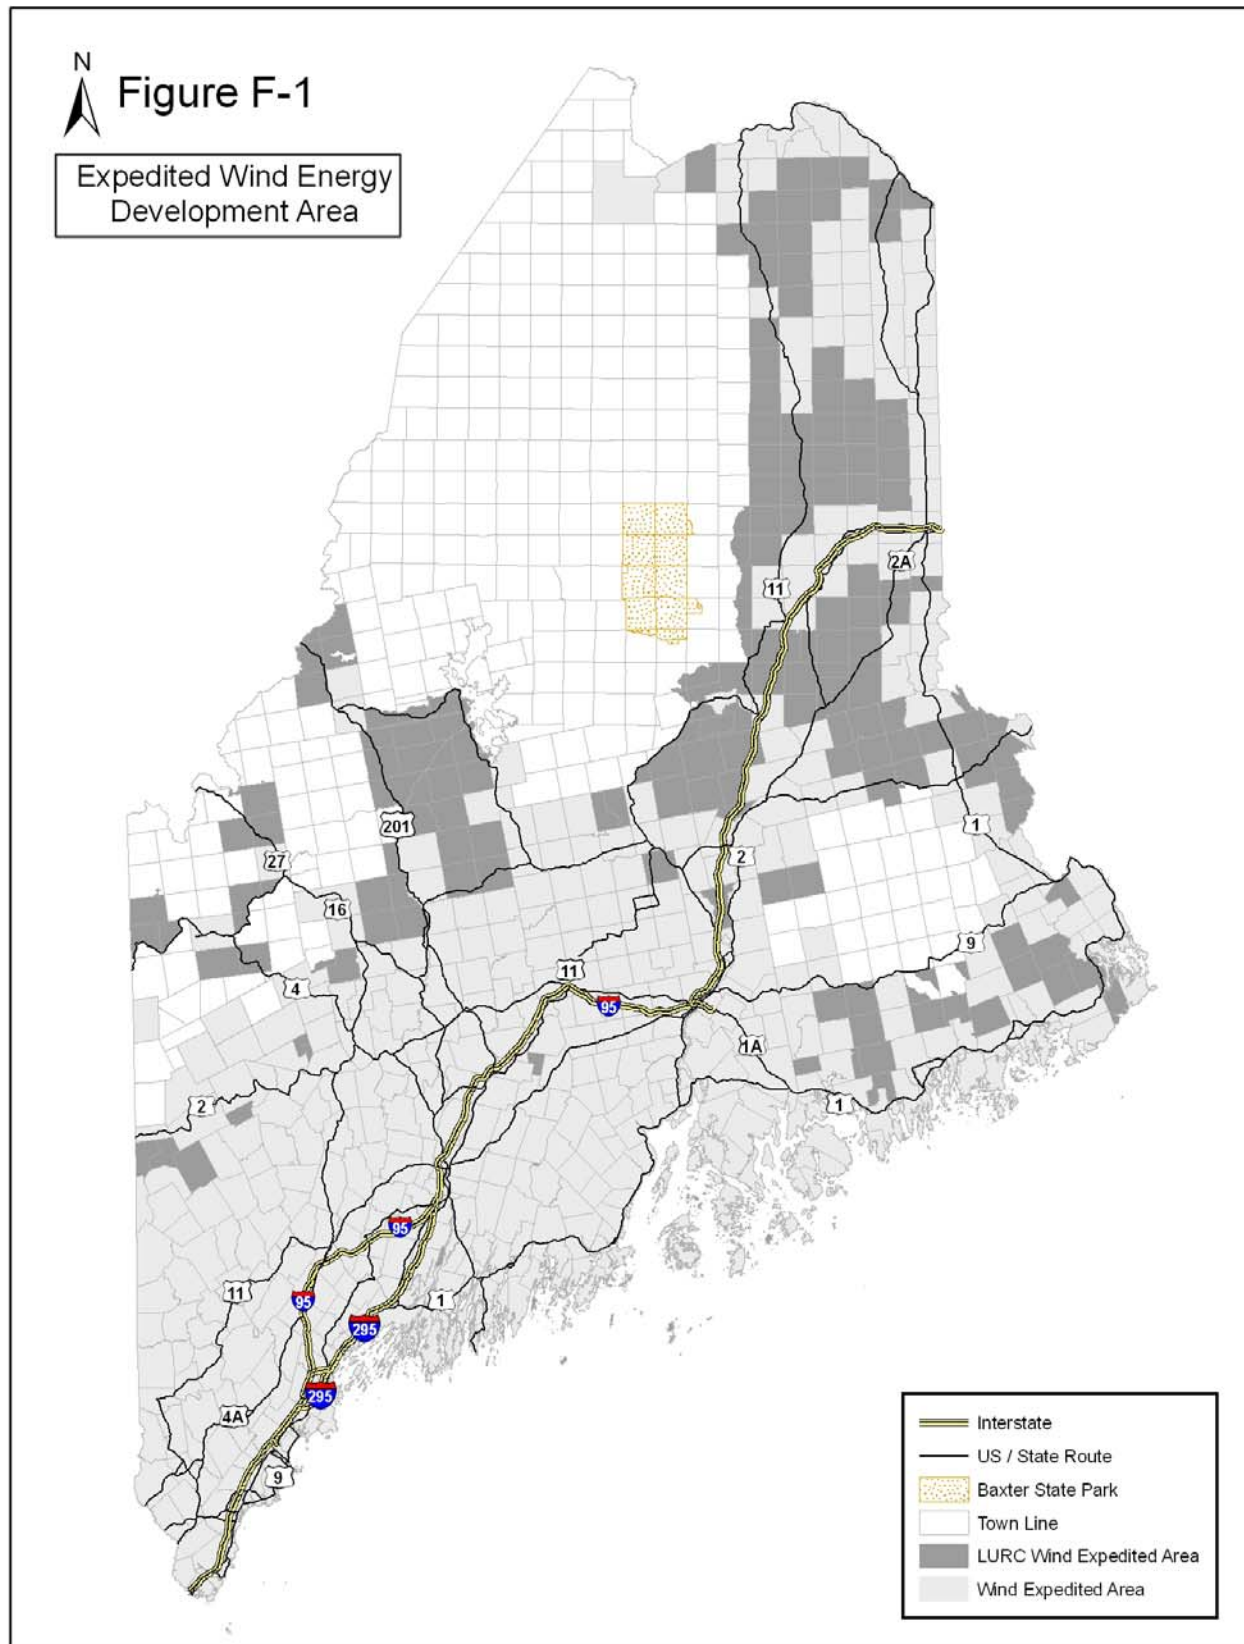 N
Figure F-1
Expedited Wind Energy
Development Area
2A
11
201
1
27
2
16
9
11
4
95
1A
2
1
95
11
95
1
295
295
4A
9
Interstate
US / State Route
Baxter State Park
Town Line
LURC Wind Expedited Area
Wind Expedited Area